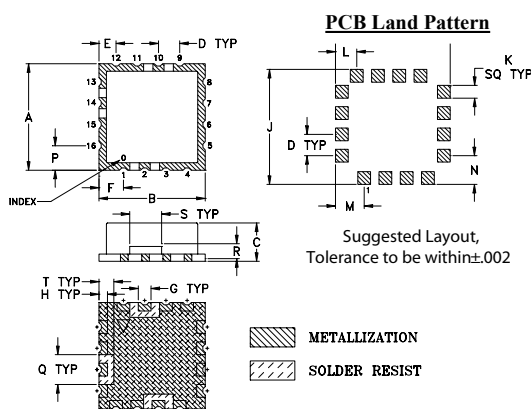 PCB Land Pattern
E
D TYP
12 11 10 9
13
14
15
16
8
7
6
5
A
P
0
1 2 3 4
INDEX
F
B
L
K
SQ TYP
J
D TYP
N
M
1
S TYP
R
C
Suggested Layout,
Tolerance to be within±.002
T TYP
H TYP
G TYP
Q TYP
METALLIZATION
SOLDER RESIST